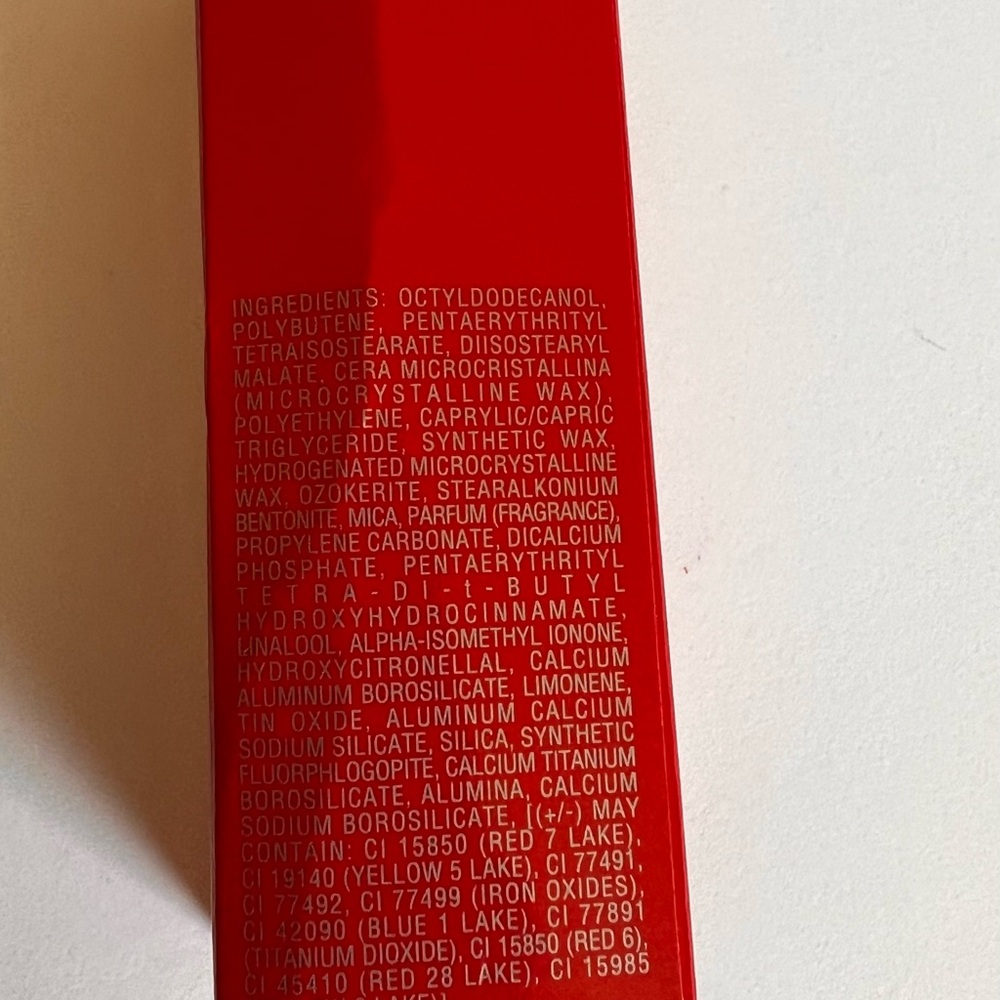 INGREDIENTS: OCTYLDODECANOL,
POLYBUTENE, PENTAERYTHRITYL
TETRAISOSTEARATE, DIISOSTEARYL
MALATE, CERA MICROCRISTALLINA
(MICROCRYSTALLINE WAX),
POLYETHYLENE, CAPRYLIC/CAPRIC
TRIGLYCERIDE, SYNTHETIC WAX,
HYDROGENATED MICROCRYSTALLINE
WAX, OZOKERITE, STEARALKONIUM
BENTONITE, MICA, PARFUM (FRAGRANCE),
PROPYLENE CARBONATE, DICALCIUM
PHOSPHATE, PENTAERYTHRITYL
TETRA-DI-t-BUTYL
HYDROXYHYDROCINNAMATE,
LINALOOL, ALPHA-ISOMETHYL IONONE,
HYDROXYCITRONELLAL, CALCIUM
ALUMINUM BOROSILICATE, LIMONENE,
TIN OXIDE, ALUMINUM CALCIUM
SODIUM SILICATE, SILICA, SYNTHETIC
FLUORPHLOGOPITE, CALCIUM TITANIUM
BOROSILICATE, ALUMINA, CALCIUM
SODIUM BOROSILICATE, [(+/-) MAY
CONTAIN: CI 15850 (RED 7 LAKE),
CI 19140 (YELLOW 5 LAKE), CI 77491,
CI 77492, CI 77499 (IRON OXIDES),
CI 42090 (BLUE 1 LAKE), CI 77891
(TITANIUM DIOXIDE), CI 15850 (RED 6),
CI 45410 (RED 28 LAKE), CI 15985
LAKE)]